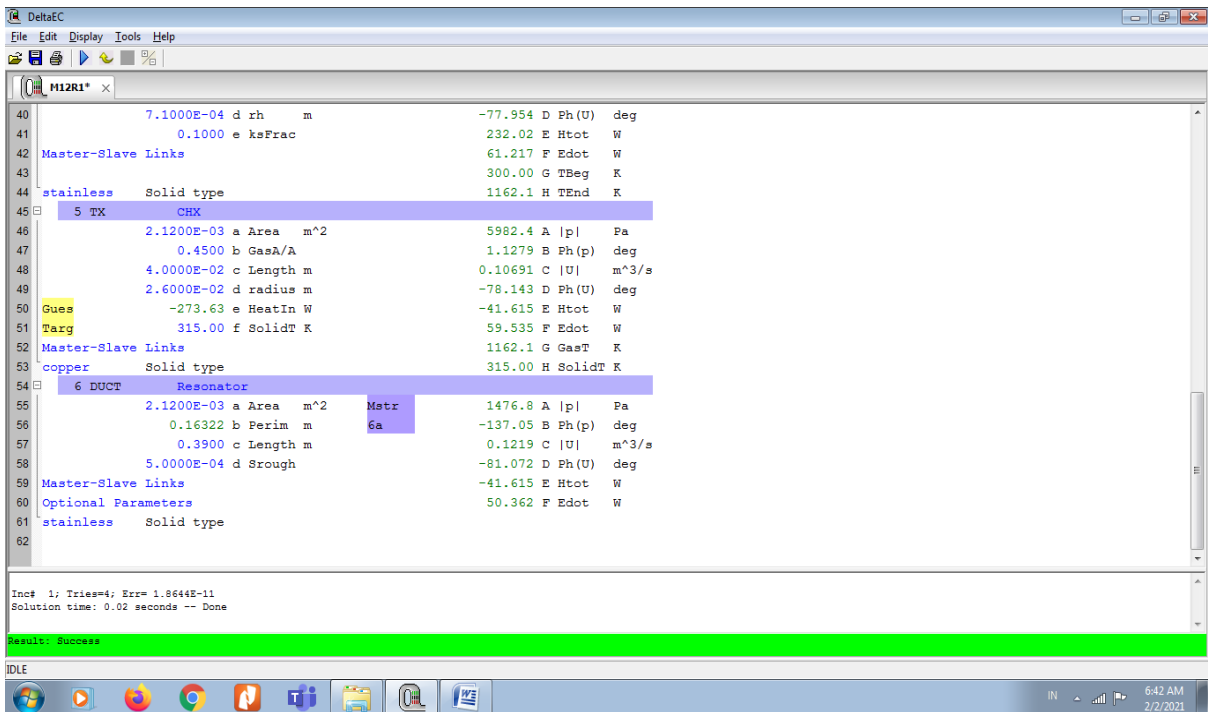 DeltaEC
File Edit Display Tools Help
M12R1* ×
40 7.1000E-04 d rh m -77.954 D Ph(U) deg
41 0.1000 e ksFrac 232.02 E Htot W
42 Master-Slave Links 61.217 F Edot W
43 300.00 G TBeg K
44 stainless Solid type 1162.1 H TEnd K
45 5 TX CHX
46 2.1200E-03 a Area m^2 5982.4 A |p| Pa
47 0.4500 b GasA/A 1.1279 B Ph(p) deg
48 4.0000E-02 c Length m 0.10691 C |U| m^3/s
49 2.6000E-02 d radius m -78.143 D Ph(U) deg
50 Gues -273.63 e HeatIn W -41.615 E Htot W
51 Targ 315.00 f SolidT K 59.535 F Edot W
52 Master-Slave Links 1162.1 G GasT K
53 copper Solid type 315.00 H SolidT K
54 6 DUCT Resonator
55 2.1200E-03 a Area m^2 Mstr 1476.8 A |p| Pa
56 0.16322 b Perim m 6a -137.05 B Ph(p) deg
57 0.3900 c Length m 0.1219 C |U| m^3/s
58 5.0000E-04 d Srough -81.072 D Ph(U) deg
59 Master-Slave Links -41.615 E Htot W
60 Optional Parameters 50.362 F Edot W
61 stainless Solid type
62
Inc# 1; Tries=4; Err= 1.8644E-11
Solution time: 0.02 seconds -- Done
Result: Success
IDLE
IN 6:42 AM
2/2/2021